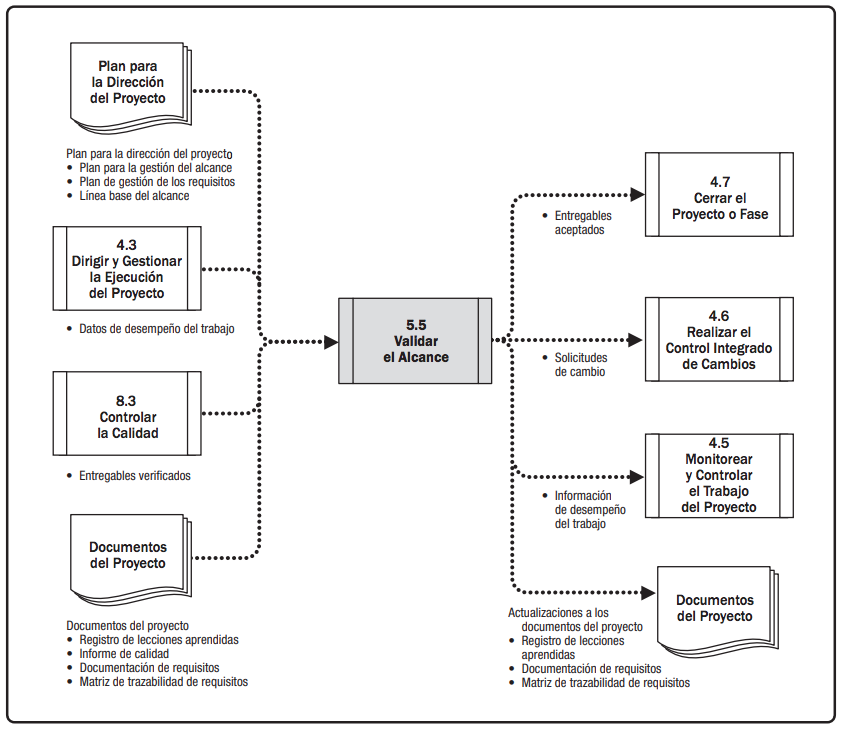 Plan para
la Dirección
del Proyecto
Plan para la dirección del proyecto
• Plan para la gestión del alcance
• Plan de gestión de los requisitos
• Línea base del alcance
4.3
Dirigir y Gestionar
la Ejecución
del Proyecto
• Datos de desempeño del trabajo
8.3
Controlar
la Calidad
• Entregables verificados
Documentos
del Proyecto
Documentos del proyecto
• Registro de lecciones aprendidas
• Informe de calidad
• Documentación de requisitos
• Matriz de trazabilidad de requisitos
5.5
Validar
el Alcance
• Entregables
aceptados
4.7
Cerrar el
Proyecto o Fase
• Solicitudes
de cambio
4.6
Realizar el
Control Integrado
de Cambios
• Información
de desempeño
del trabajo
4.5
Monitorear
y Controlar
el Trabajo
del Proyecto
Actualizaciones a los
documentos del proyecto
• Registro de lecciones
aprendidas
• Documentación de requisitos
• Matriz de trazabilidad de requisitos
Documentos
del Proyecto